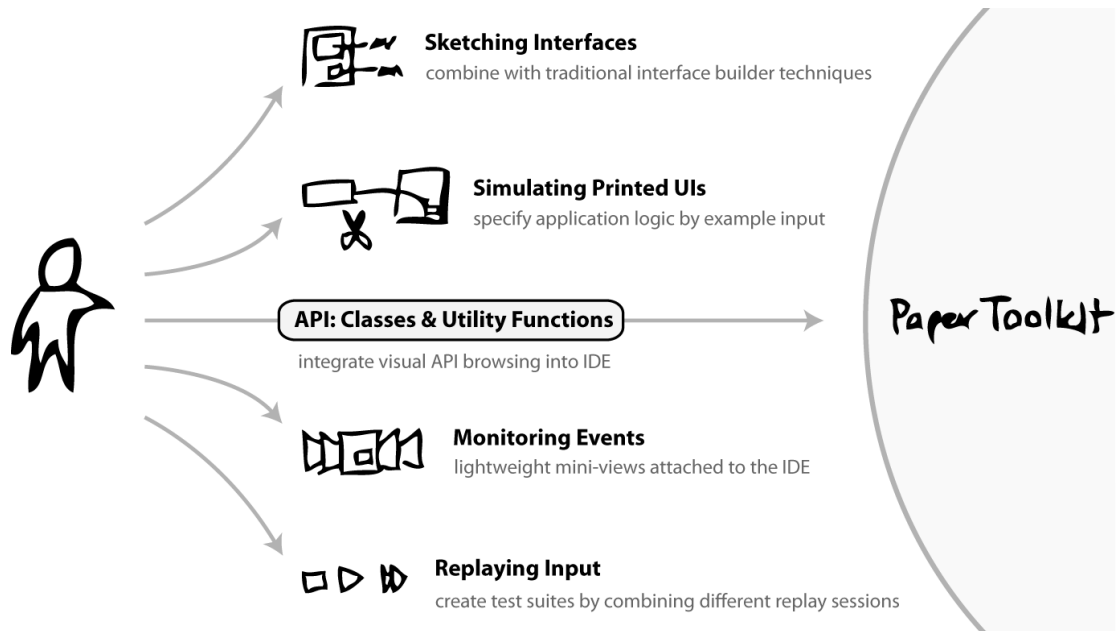 Sketching Interfaces
combine with traditional interface builder techniques
Simulating Printed UIs
specify application logic by example input
API: Classes & Utility Functions
integrate visual API browsing into IDE
Paper Toolkit
Monitoring Events
lightweight mini-views attached to the IDE
Replaying Input
create test suites by combining different replay sessions